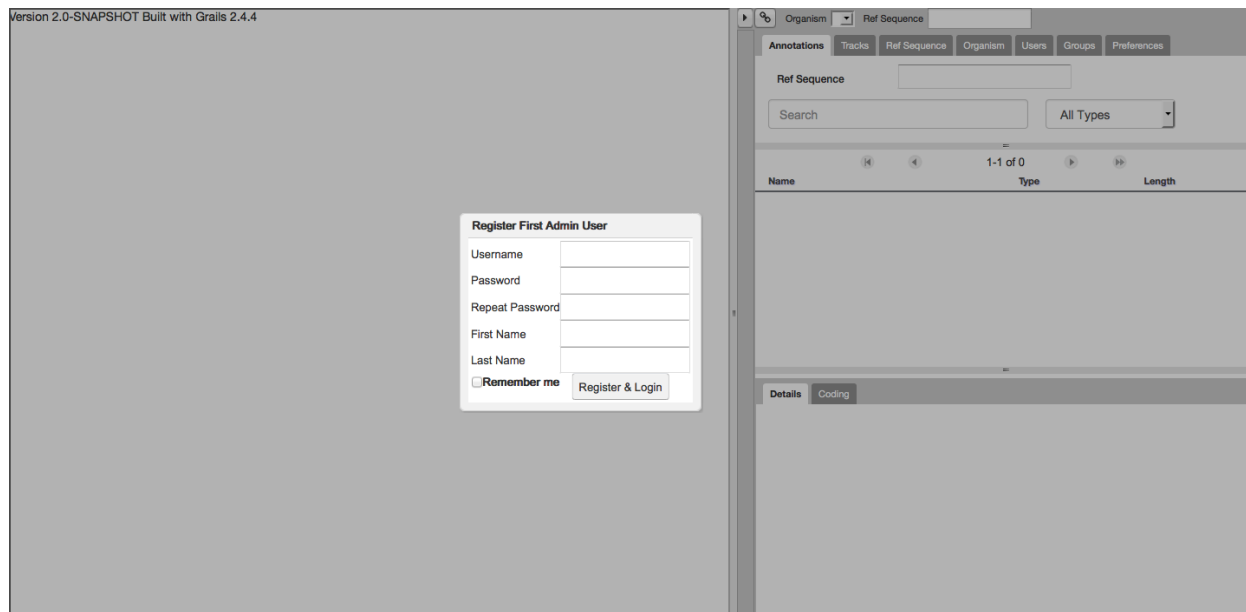 Version 2.0-SNAPSHOT Built with Grails 2.4.4
Organism Ref Sequence
Annotations Tracks Ref Sequence Organism Users Groups Preferences
Ref Sequence
Search All Types
1-1 of 0
Name Type Length
Register First Admin User
Username
Password
Repeat Password
First Name
Last Name
Remember me Register & Login
Details Coding